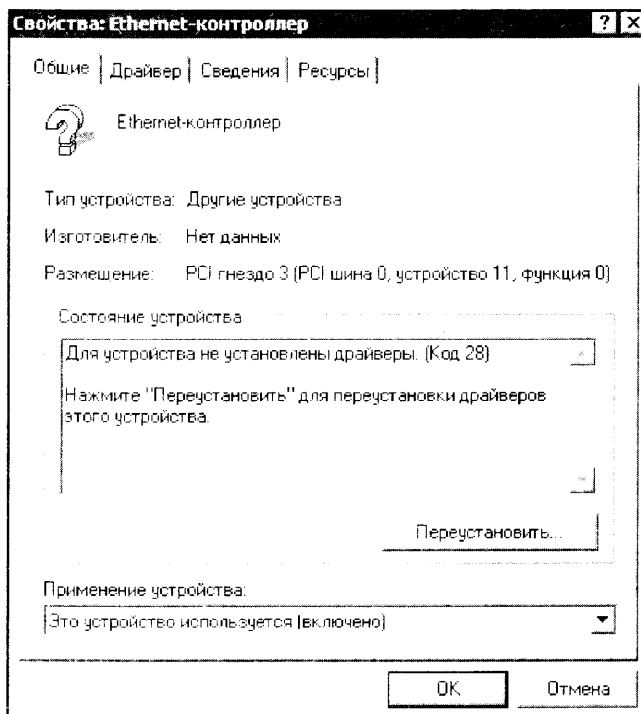 Свойства: Ethernet-контроллер
Общие Драйвер Сведения Ресурсы
Ethernet-контроллер
Тип устройства: Другие устройства
Изготовитель: Нет данных
Размещение: PCI гнездо 3 (PCI шина 0, устройство 11, функция 0)
Состояние устройства
Для устройства не установлены драйверы. (Код 28)
Нажмите "Переустановить" для переустановки драйверов
этого устройства.
Переустановить...
Применение устройства:
Это устройство используется (включено)
OK Отмена